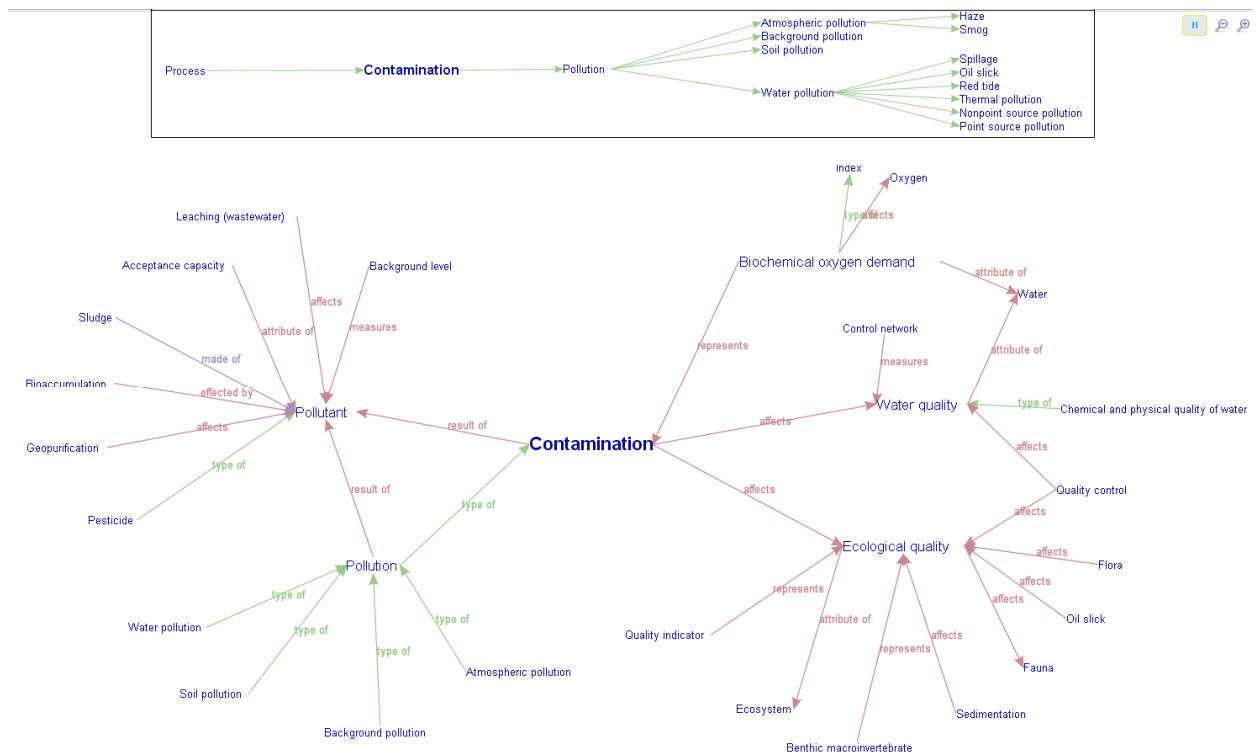 Haze
Atmospheric pollution
Smog
Background pollution
Soil pollution
Spillage
Process
Contamination
Pollution
Oil slick
Red tide
Water pollution
Thermal pollution
Nonpoint source pollution
Point source pollution
Index
Oxygen
type of
affects
Leaching (wastewater)
Biochemical oxygen demand
Acceptance capacity
Background level
attribute of
Water
affects
Sludge
attribute of
measures
Control network
represents
attribute of
made of
measures
Bioaccumulation
effected by
Pollutant
Water quality
type of
Chemical and physical quality of water
affects
result of
affects
Geopurification
Contamination
affects
type of
result of
affects
Quality control
type of
affects
Pesticide
Ecological quality
affects
Pollution
Flora
affects
represents
type of
affects
Water pollution
type of
attribute of
Oil slick
Quality indicator
affects
type of
represents
Atmospheric pollution
Fauna
Soil pollution
Ecosystem
Sedimentation
Background pollution
Benthic macroinvertebrate